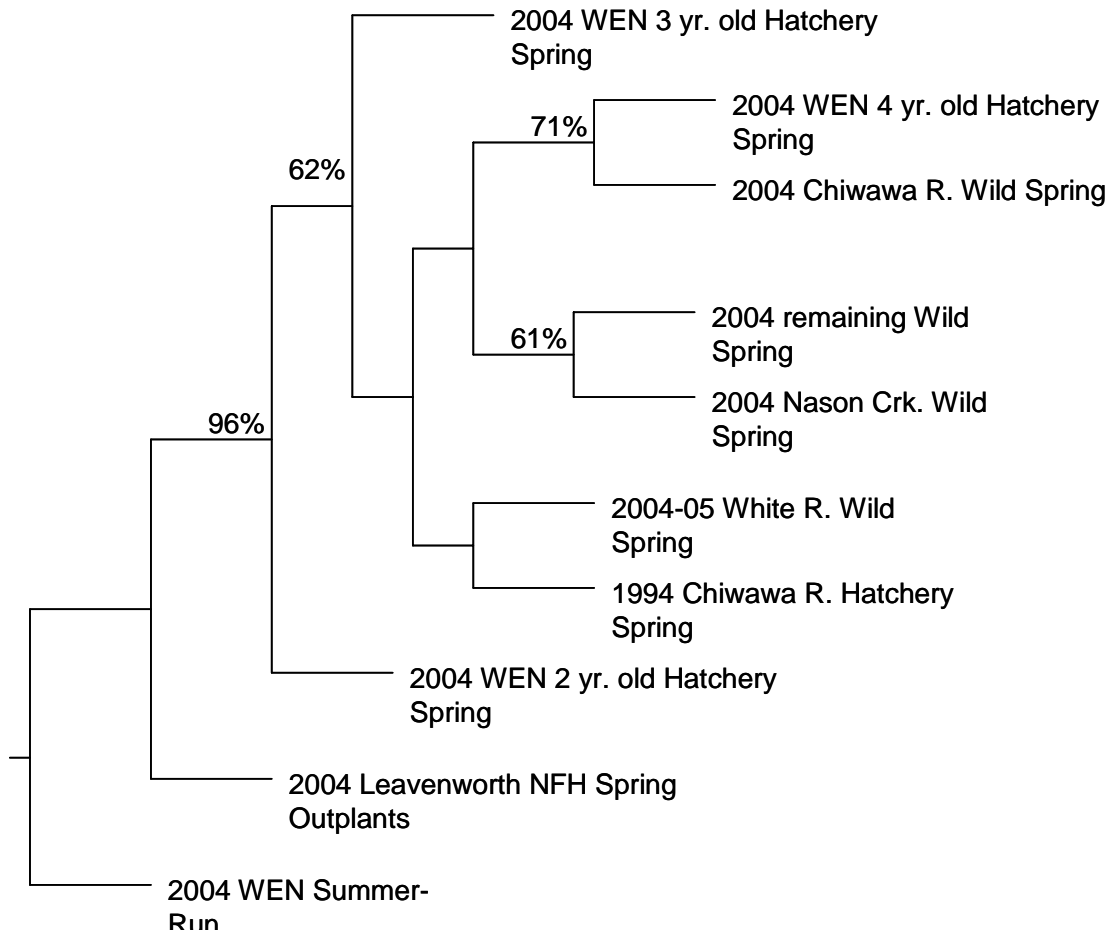 2004 WEN 3 yr. old Hatchery
Spring
71%
2004 WEN 4 yr. old Hatchery
Spring
62%
2004 Chiwawa R. Wild Spring
61%
2004 remaining Wild
Spring
2004 Nason Crk. Wild
Spring
96%
2004-05 White R. Wild
Spring
1994 Chiwawa R. Hatchery
Spring
2004 WEN 2 yr. old Hatchery
Spring
2004 Leavenworth NFH Spring
Outplants
2004 WEN Summer-
Run